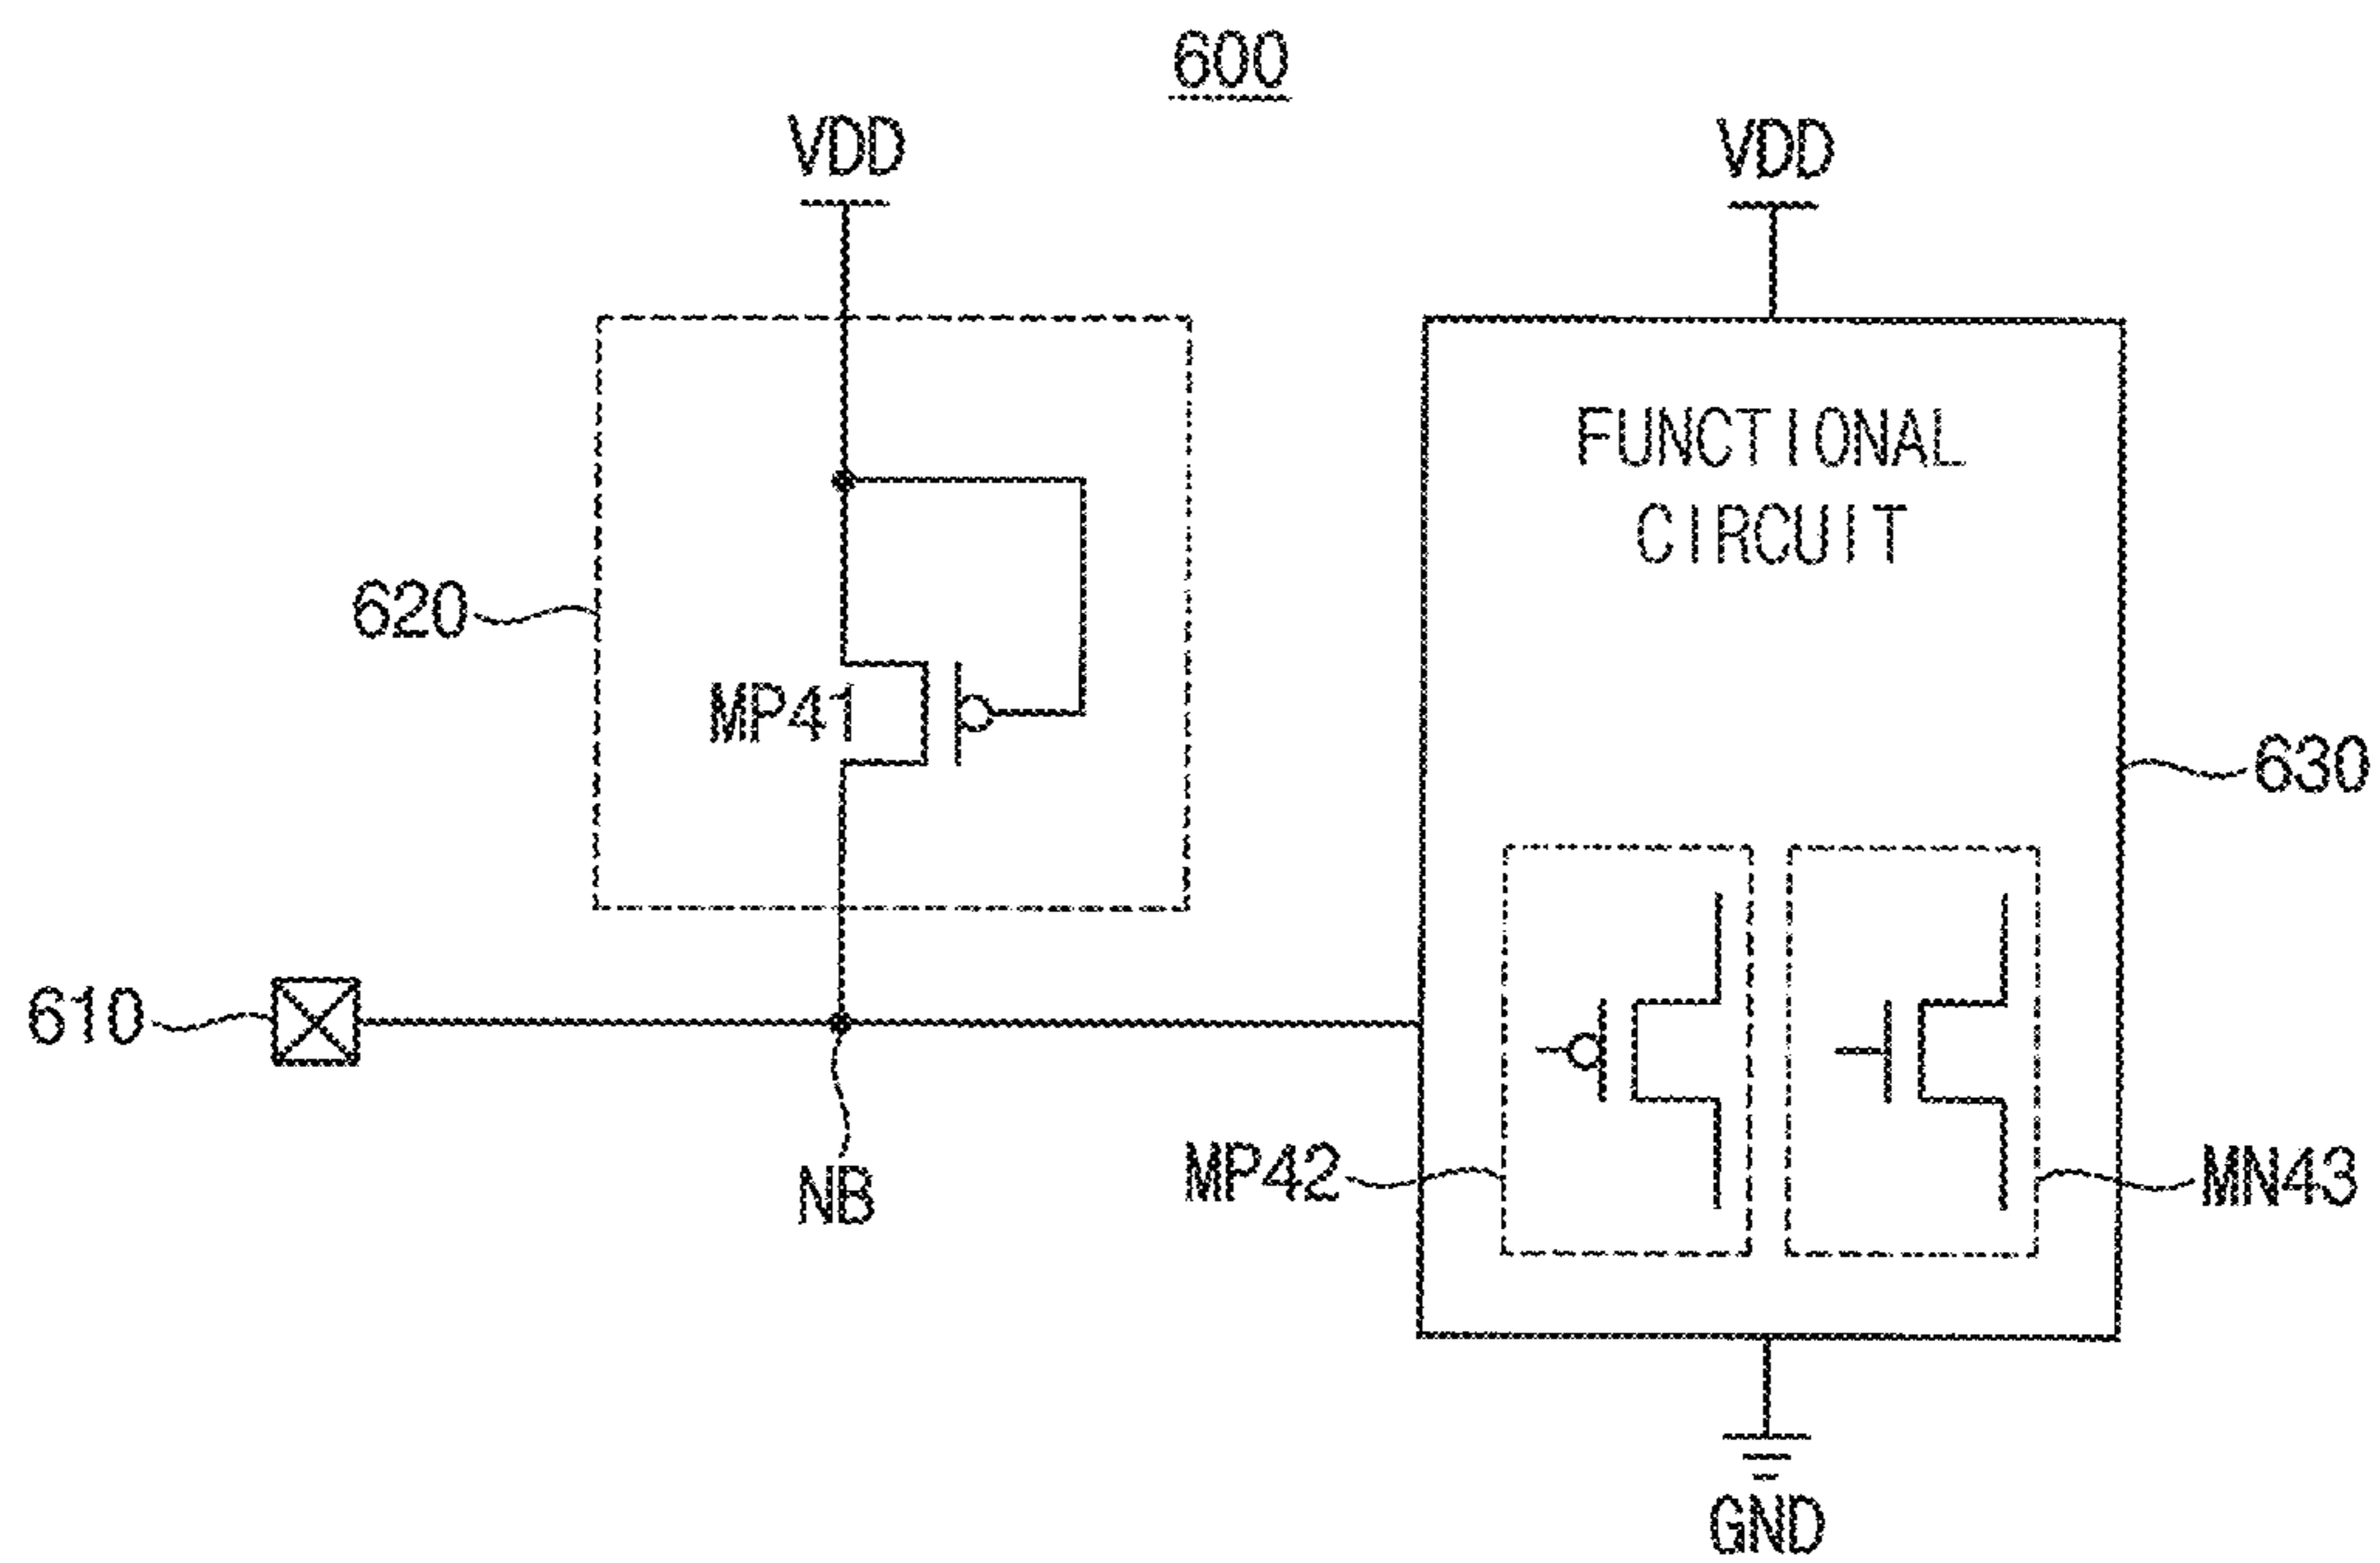 600
VDD
VDD
FUNCTIONAL
CIRCUIT
620
MP41
630
610
MP42
NB
MN43
GND